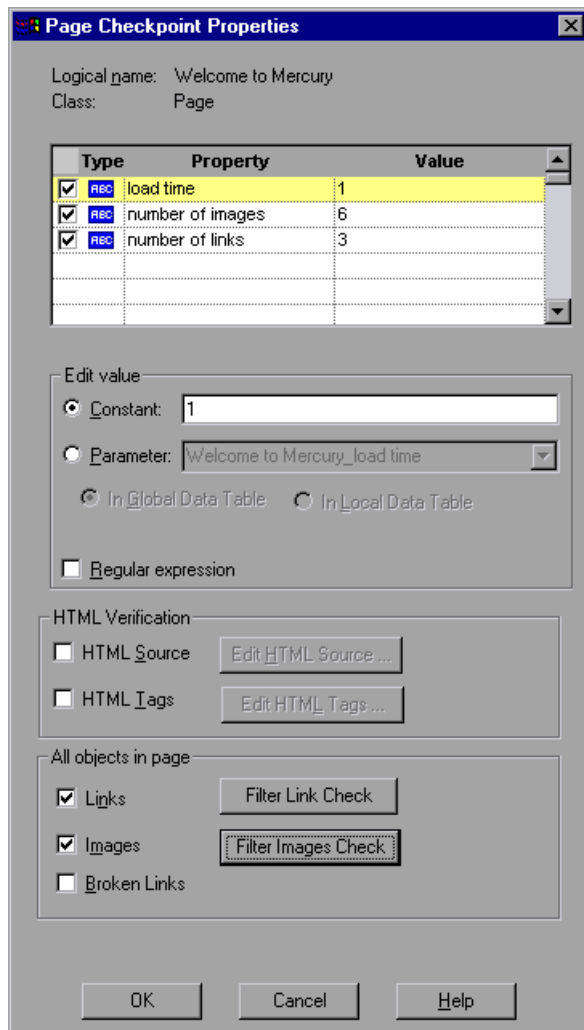 Page Checkpoint Properties
Logical name: Welcome to Mercury
Class: Page
Type Property Value
ABC load time 1
ABC number of images 6
ABC number of links 3
Edit value
Constant: 1
Parameter: Welcome to Mercury_load time
In Global Data Table In Local Data Table
Regular expression
HTML Verification
HTML Source Edit HTML Source ...
HTML Tags Edit HTML Tags ...
All objects in page
Links Filter Link Check
Images Filter Images Check
Broken Links
OK Cancel Help